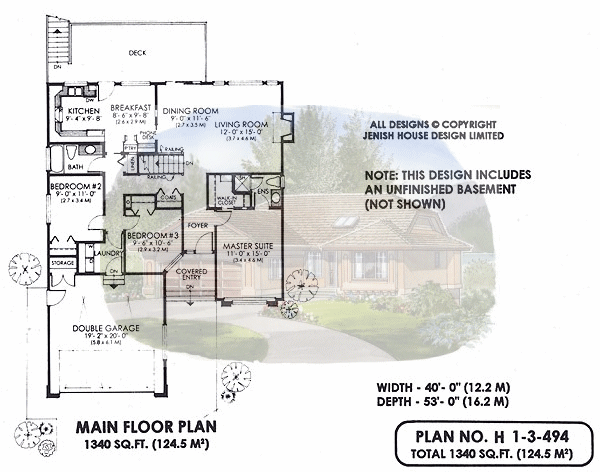 DECK
DN
KITCHEN
9'- 4"x 9'- 8"
DW
BREAKFAST
8'- 6"x 9'- 8"
(2.6 x 2.9 M)
DINING ROOM
9'- 0"x 11'- 6"
(2.7 x 3.5 M)
LIVING ROOM
12'- 0"x 15'- 0"
(3.7 x 4.6 M)
PHONE
DESK
P'TRY
RAILING
BATH
LINEN
DN
RAILING
BEDROOM #2
9'- 0"x 11'- 0"
(2.7 x 3.4 M)
COATS
WALK-IN
CLOSET
SH
ENS
BEDROOM #3
9'- 6"x 10'- 6"
(2.9 x 3.2 M)
FOYER
MASTER SUITE
11'- 0"x 15'- 0"
(3.4 x 4.6 M)
LAUNDRY
STORAGE
W
D
DN
COVERED
ENTRY
DN
DOUBLE GARAGE
19'- 2"x 20'- 0"
(5.8 x 6.1 M)
ALL DESIGNS © COPYRIGHT
JENISH HOUSE DESIGN LIMITED
NOTE: THIS DESIGN INCLUDES
AN UNFINISHED BASEMENT
(NOT SHOWN)
WIDTH - 40'- 0" (12.2 M)
DEPTH - 53'- 0" (16.2 M)
MAIN FLOOR PLAN
1340 SQ.FT. (124.5 M²)
PLAN NO. H 1-3-494
TOTAL 1340 SQ.FT. (124.5 M²)